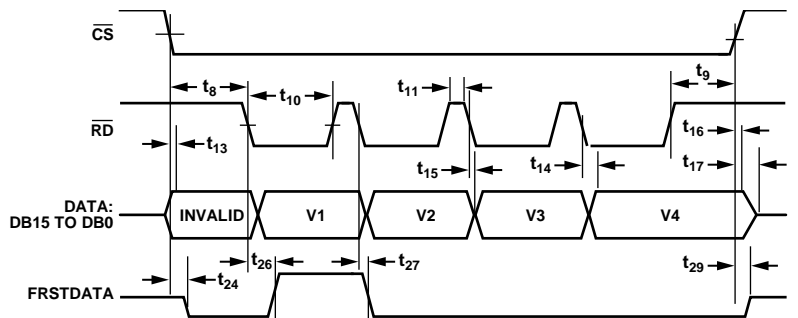 CS
t8
t10
t11
t9
RD
t13
t15
t14
t16
t17
DATA:
DB15 TO DB0
INVALID
V1
V2
V3
V4
t24
t26
t27
t29
FRSTDATA